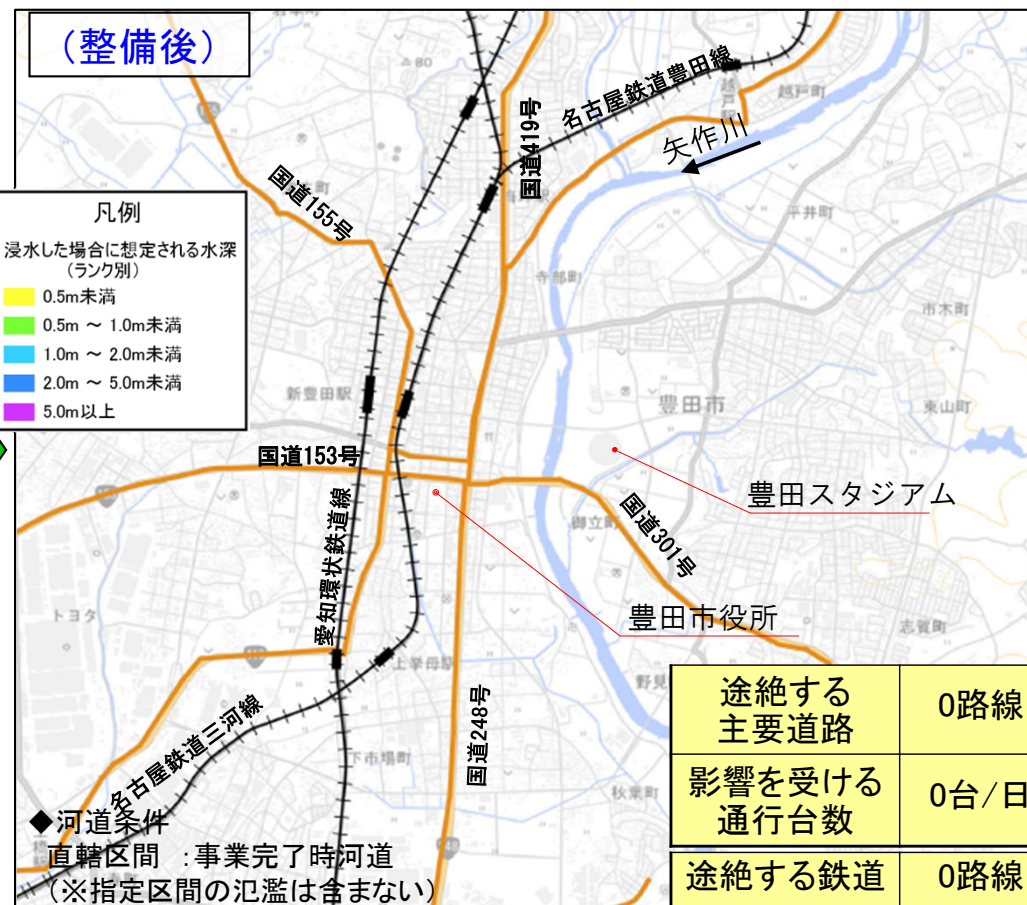 (整備後)
80
名古屋鉄道豊田線
越戸町
矢作川
国道419号
平井町
国道155号
凡例
浸水した場合に想定される水深
(ランク別)
0.5m未満
0.5m ～ 1.0m未満
1.0m ～ 2.0m未満
2.0m ～ 5.0m未満
5.0m以上
寺部町
市木町
新豊田駅
豊田市
東山町
国道153号
豊田スタジアム
御立町
国道301号
愛知環状鉄道線
トヨタ
豊田市役所
志賀町
上挙母駅
野見
国道248号
名古屋鉄道三河線
下市場町
秋葉町
途絶する
主要道路
0路線
影響を受ける
通行台数
0台/日
途絶する鉄道
0路線
◆河道条件
直轄区間 ：事業完了時河道
(※指定区間の氾濫は含まない)